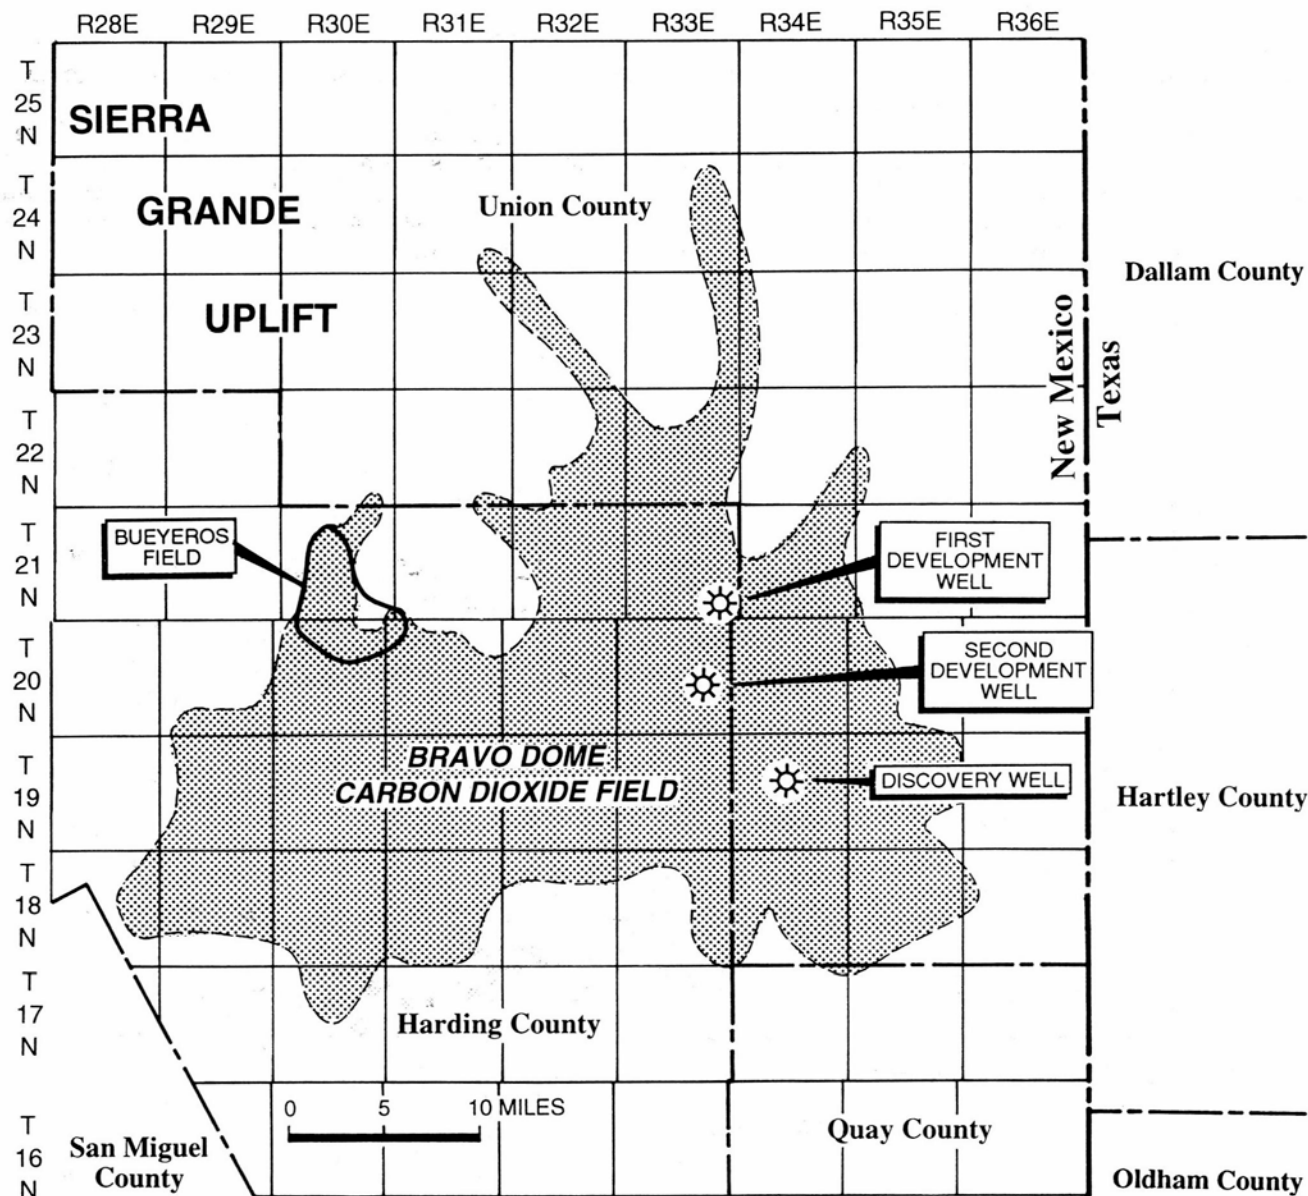 R28E R29E R30E R31E R32E R33E R34E R35E R36E
T
25
N
SIERRA
T
24
N
GRANDE
Union County
Dallam County
T
23
N
UPLIFT
New Mexico
Texas
T
22
N
T
21
N
BUEYEROS
FIELD
FIRST
DEVELOPMENT
WELL
T
20
N
SECOND
DEVELOPMENT
WELL
T
19
N
BRAVO DOME
CARBON DIOXIDE FIELD
DISCOVERY WELL
Hartley County
T
18
N
T
17
N
Harding County
0 5 10 MILES
T
16
N
San Miguel
County
Quay County
Oldham County